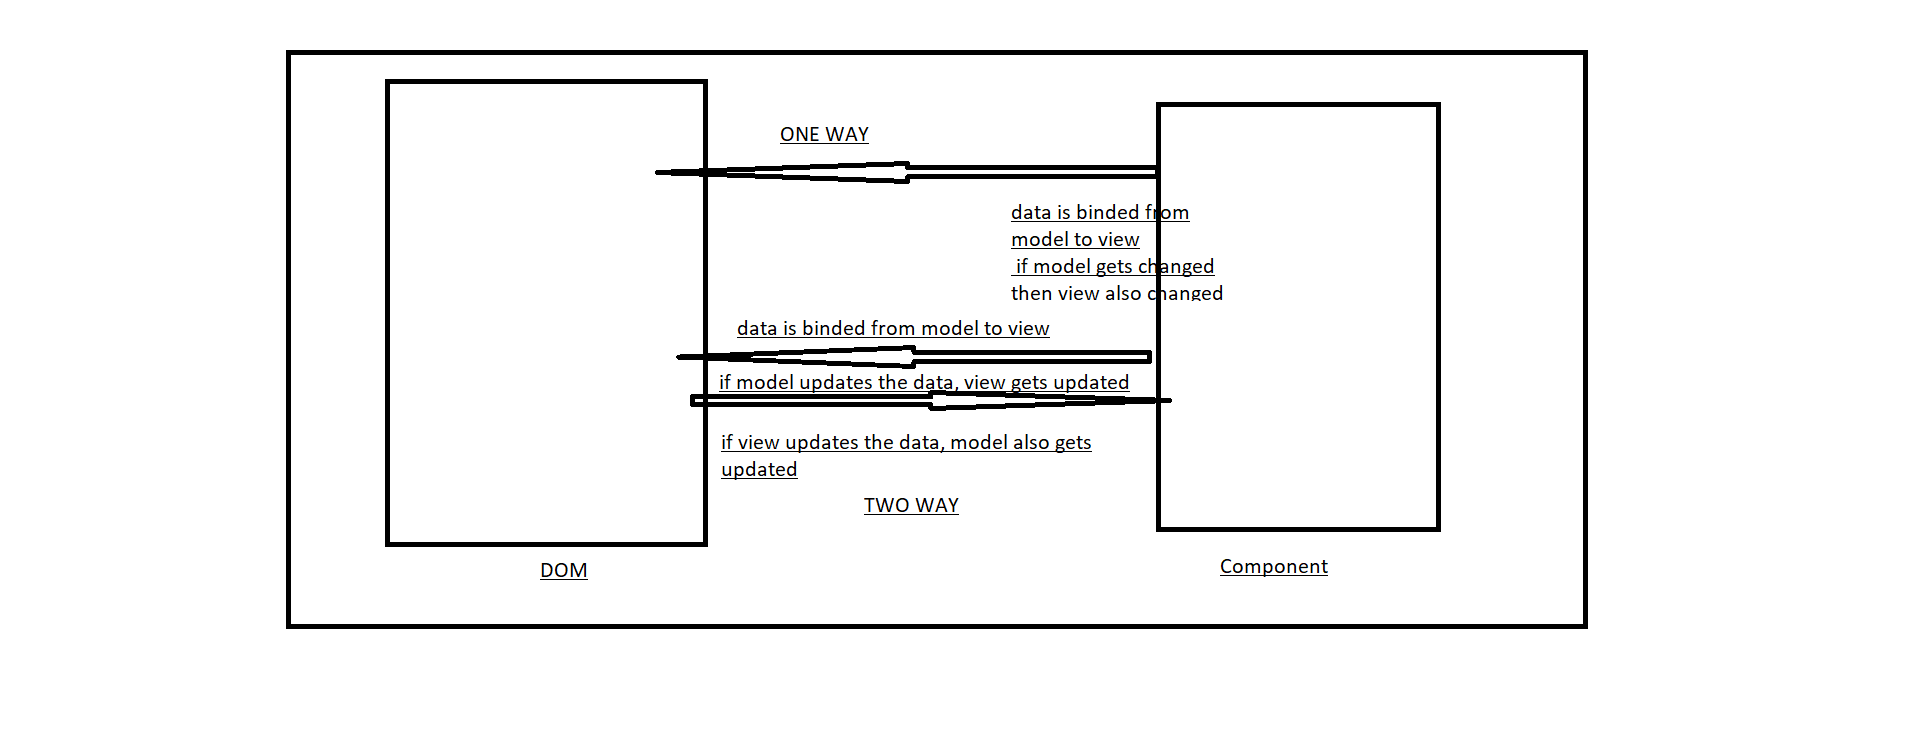 ONE WAY
data is binded from
model to view
if model gets changed
then view also changed
data is binded from model to view
if model updates the data, view gets updated
if view updates the data, model also gets
updated
TWO WAY
DOM
Component